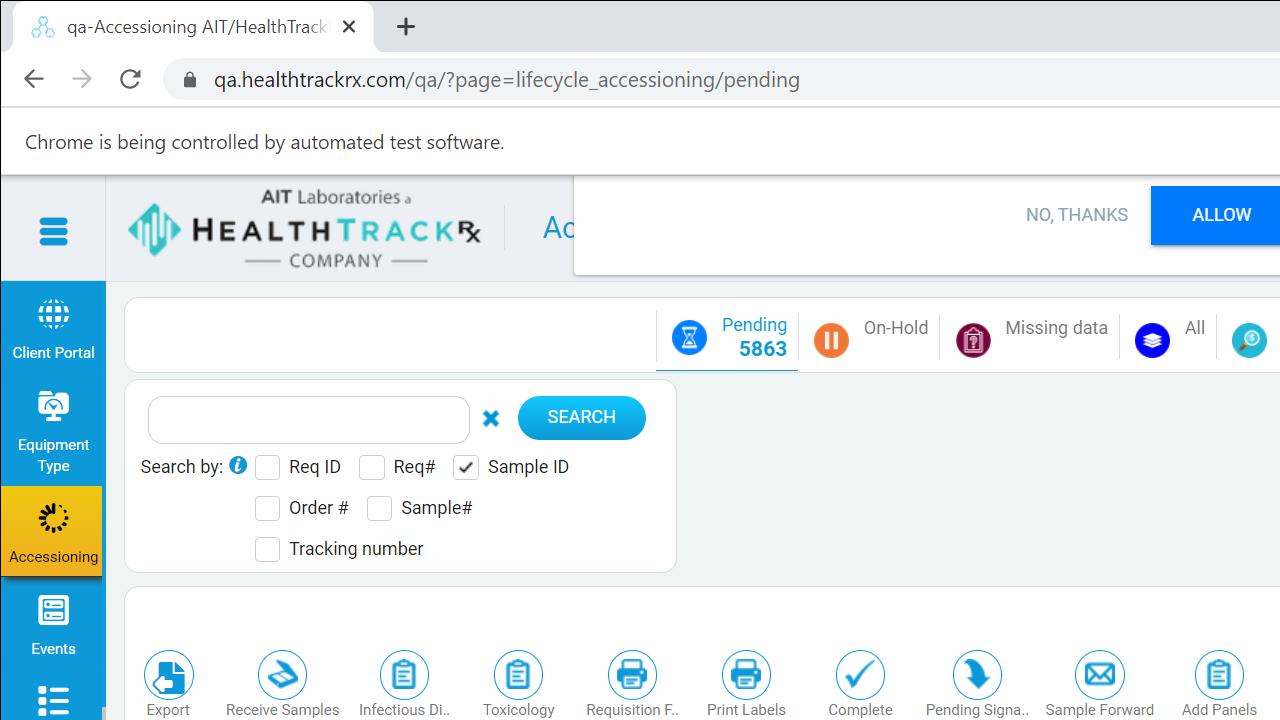 qa-Accessioning AIT/HealthTrack
qa.healthtrackrx.com/qa/?page=lifecycle_accessioning/pending
Chrome is being controlled by automated test software.
AIT Laboratories a
HEALTHTRACKRx
COMPANY
Ac
NO, THANKS
ALLOW
Client Portal
Equipment
Type
Accessioning
Events
Pending
5863
On-Hold
Missing data
All
SEARCH
Search by:
Req ID
Req#
Sample ID
Order #
Sample#
Tracking number
Export
Receive Samples
Infectious Di..
Toxicology
Requisition F..
Print Labels
Complete
Pending Signa..
Sample Forward
Add Panels